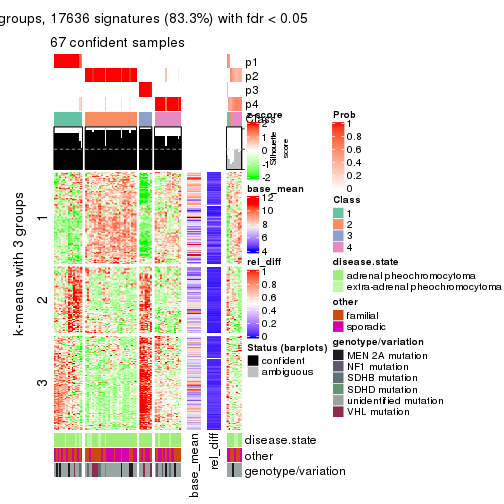 groups, 17636 signatures (83.3%) with fdr < 0.05
67 confident samples
p1
p2
p3
p4
Class
z-score
2
1
0
-1
-2
Silhouette
score
base_mean
12
10
8
6
4
rel_diff
1
0.8
0.6
0.4
0.2
0
Status (barplots)
confident
ambiguous
Prob
1
0.8
0.6
0.4
0.2
0
Class
1
2
3
4
disease.state
adrenal pheochromocytoma
extra-adrenal pheochromocytoma
other
familial
sporadic
genotype/variation
MEN 2A mutation
NF1 mutation
SDHB mutation
SDHD mutation
unidentified mutation
VHL mutation
k-means with 3 groups
1
2
3
disease.state
other
genotype/variation
base_mean
rel_diff